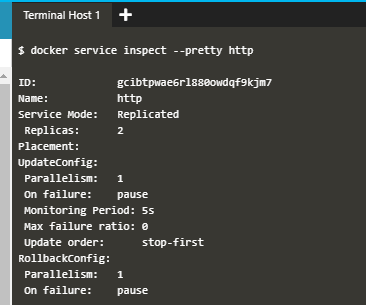 Terminal Host 1 +
$ docker service inspect --pretty http
ID: gcibtpwae6rl880owdqf9kjm7
Name: http
Service Mode: Replicated
Replicas: 2
Placement:
UpdateConfig:
Parallelism: 1
On failure: pause
Monitoring Period: 5s
Max failure ratio: 0
Update order: stop-first
RollbackConfig:
Parallelism: 1
On failure: pause